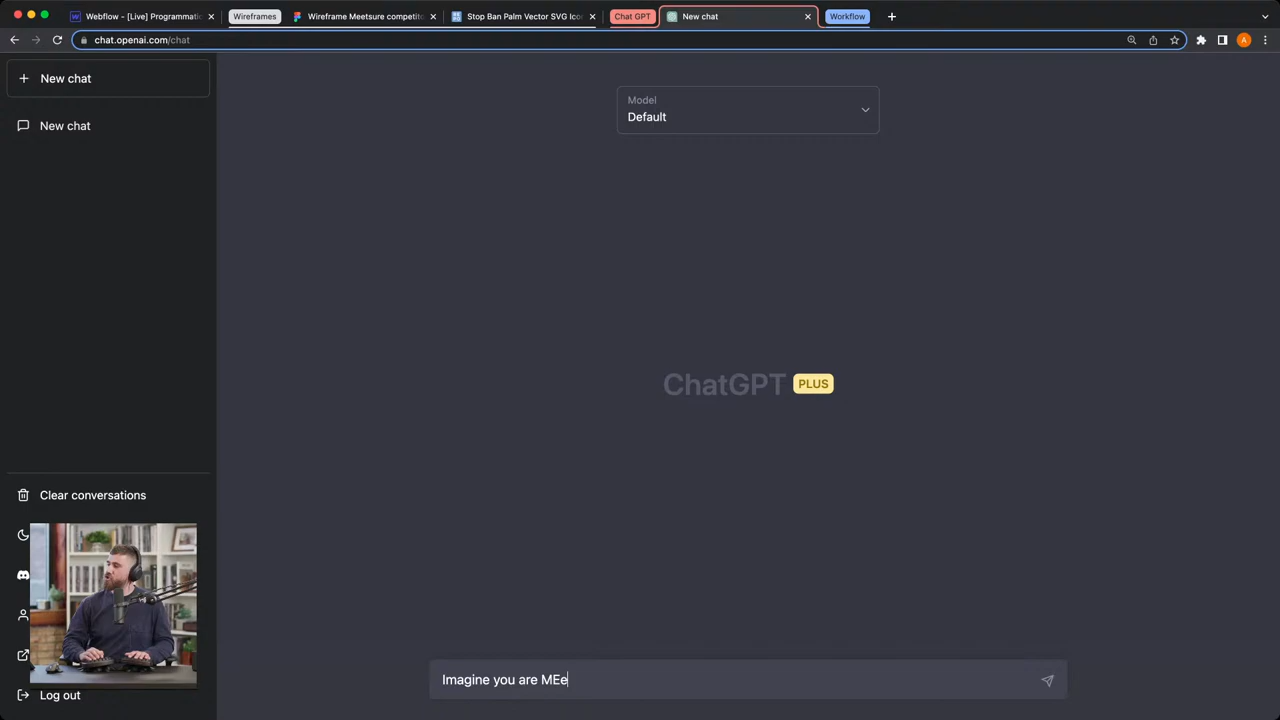 Webflow - [Live] Programmatic
Wireframes
Wireframe Meetsure competito
Stop Ban Palm Vector SVG Icon
Chat GPT
New chat
Workflow
chat.openai.com/chat
New chat
New chat
Model
Default
ChatGPT PLUS
Clear conversations
Log out
Imagine you are MEe